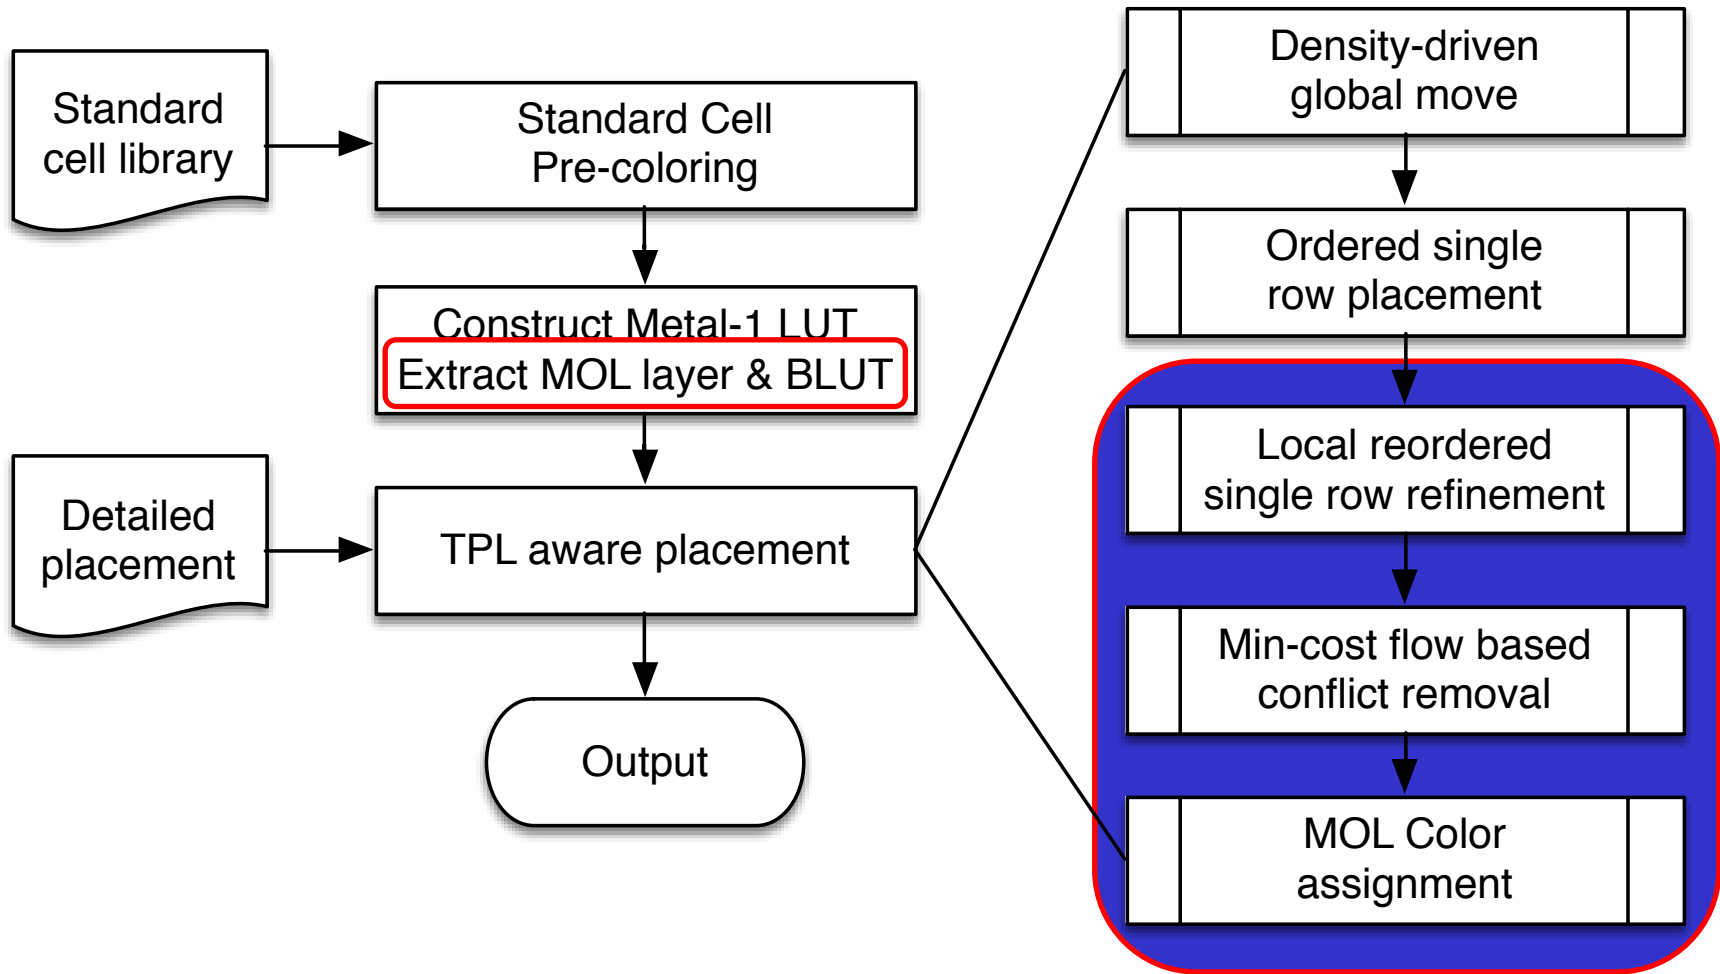 Standard
cell library
Standard Cell
Pre-coloring
Construct Metal-1 LUT
Extract MOL layer & BLUT
Detailed
placement
TPL aware placement
Output
Density-driven
global move
Ordered single
row placement
Local reordered
single row refinement
Min-cost flow based
conflict removal
MOL Color
assignment